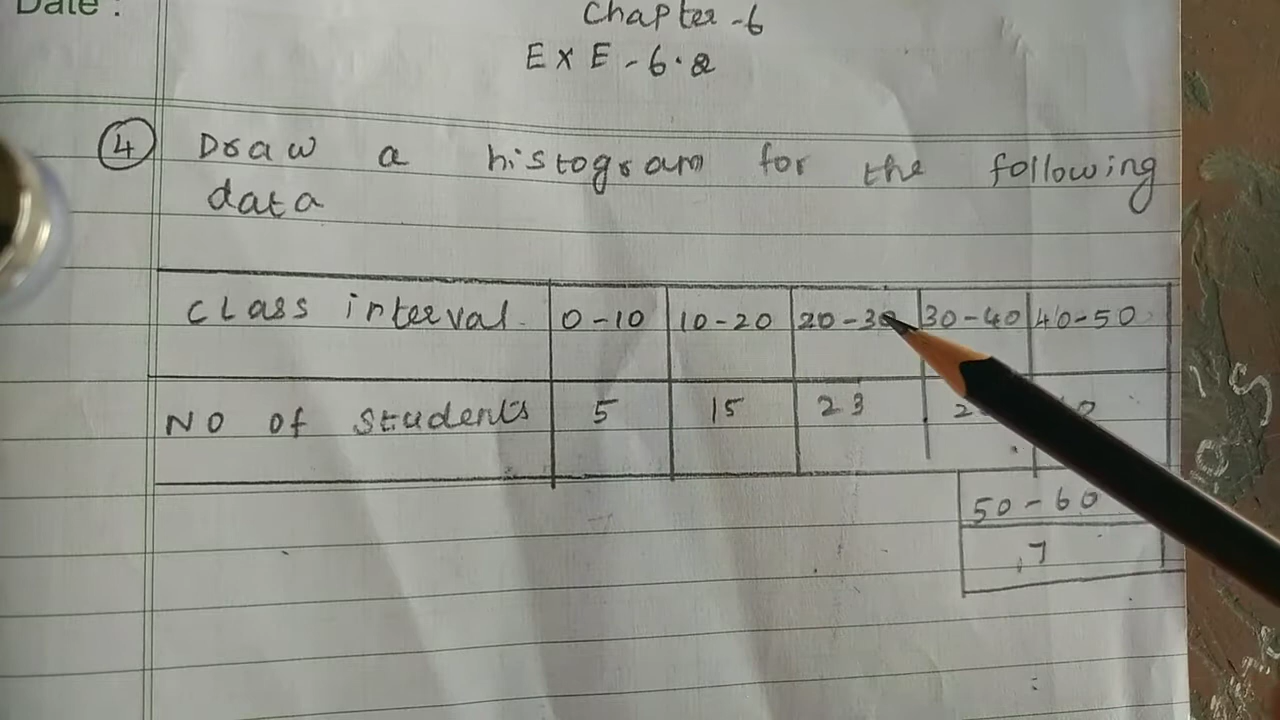 Date :
Chapter-6
EXE-6.2
4 Draw a histogram for the following
data
Class interval. 0-10 10-20 20-30 30-40 40-50
No of students 5 15 23
50-60
7